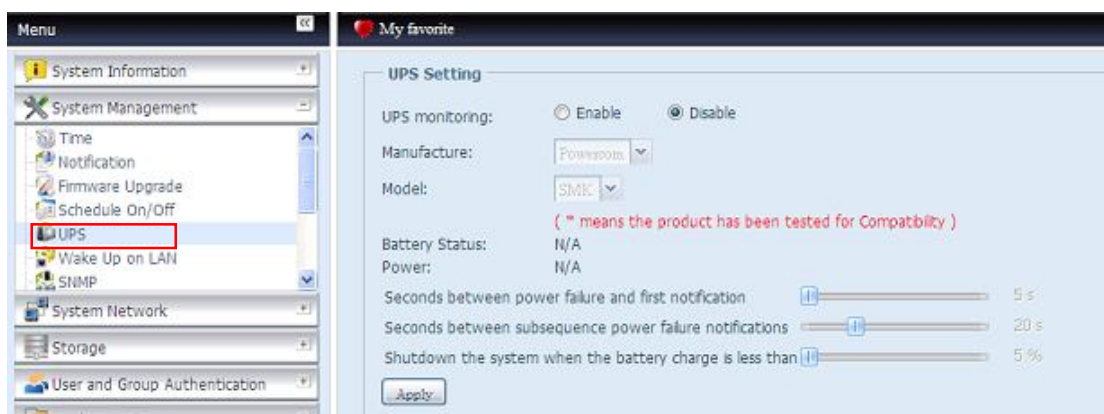 Menu
My favorite
System Information
System Management
Time
Notification
Firmware Upgrade
Schedule On/Off
UPS
Wake Up on LAN
SNMP
System Network
Storage
User and Group Authentication
UPS Setting
UPS monitoring: Enable Disable
Manufacture: Powercom
Model: SMK
( * means the product has been tested for Compatbility )
Battery Status: N/A
Power: N/A
Seconds between power failure and first notification 5 s
Seconds between subsequence power failure notifications 20 s
Shutdown the system when the battery charge is less than 5 %
Apply